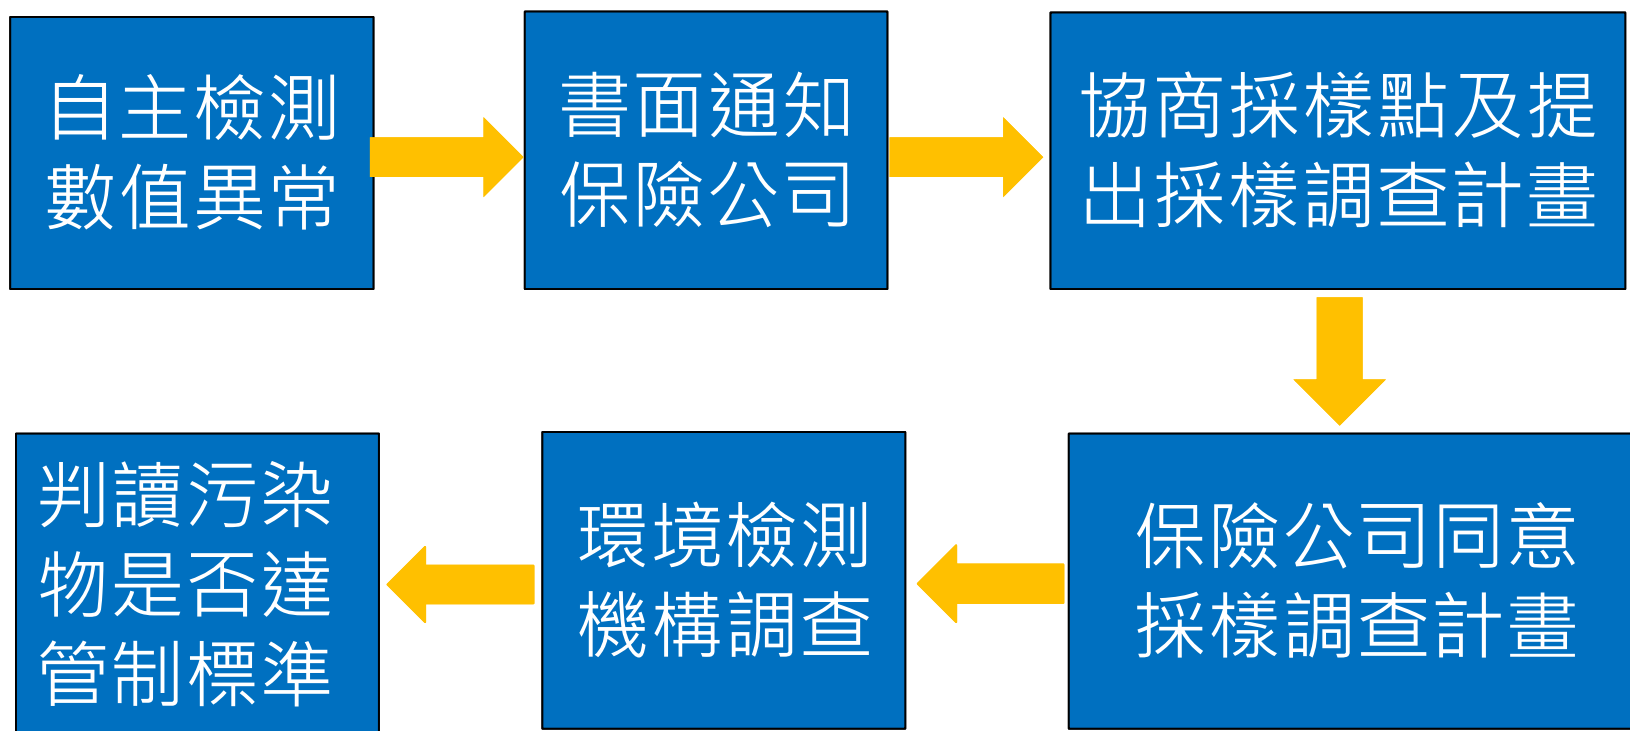 自主檢測
數值異常
書面通知
保險公司
協商採樣點及提
出採樣調查計畫
保險公司同意
採樣調查計畫
環境檢測
機構調查
判讀污染
物是否達
管制標準